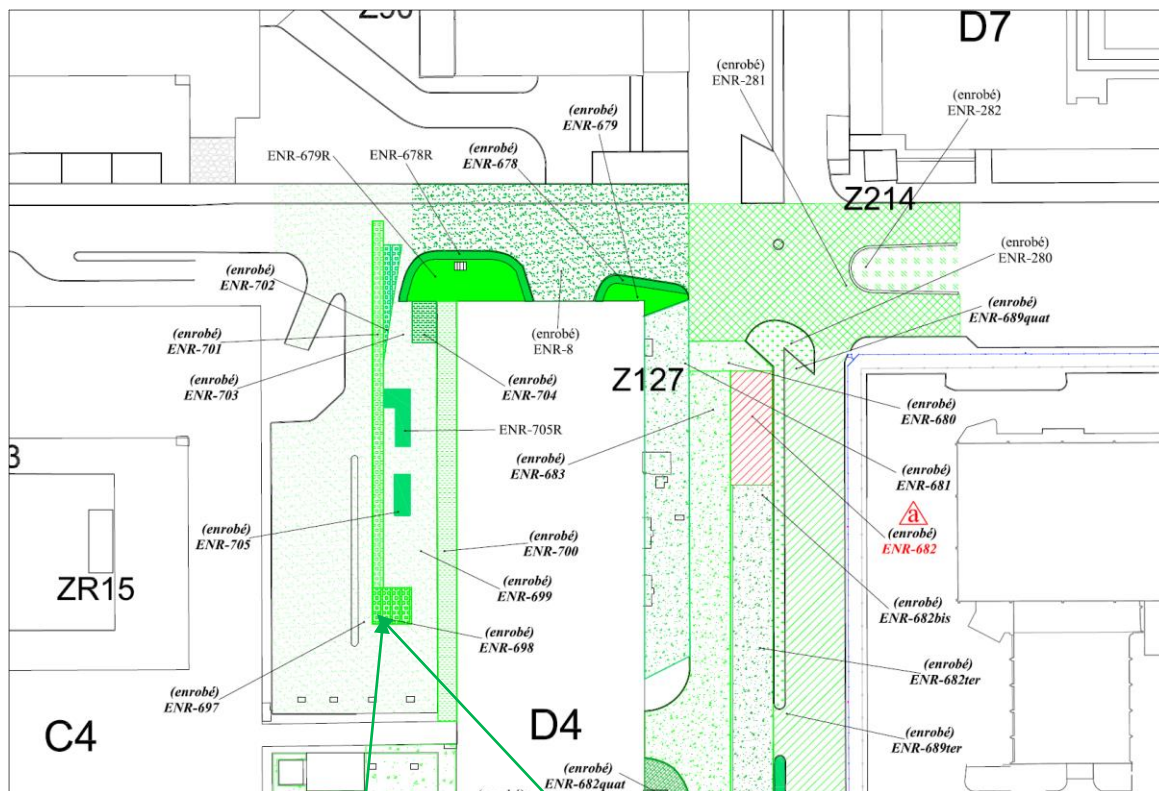 D7
(enrobé)
ENR-281
(enrobé)
ENR-282
(enrobé)
ENR-679
ENR-679R
ENR-678R
(enrobé)
ENR-678
Z214
(enrobé)
ENR-280
(enrobé)
ENR-702
(enrobé)
ENR-689quat
(enrobé)
ENR-701
(enrobé)
ENR-8
(enrobé)
ENR-703
(enrobé)
ENR-704
Z127
(enrobé)
ENR-680
ENR-705R
(enrobé)
ENR-683
(enrobé)
ENR-681
a
(enrobé)
ENR-682
(enrobé)
ENR-705
(enrobé)
ENR-700
ZR15
(enrobé)
ENR-699
(enrobé)
ENR-682bis
(enrobé)
ENR-698
(enrobé)
ENR-682ter
(enrobé)
ENR-697
C4
D4
(enrobé)
ENR-689ter
(enrobé)
ENR-682quat